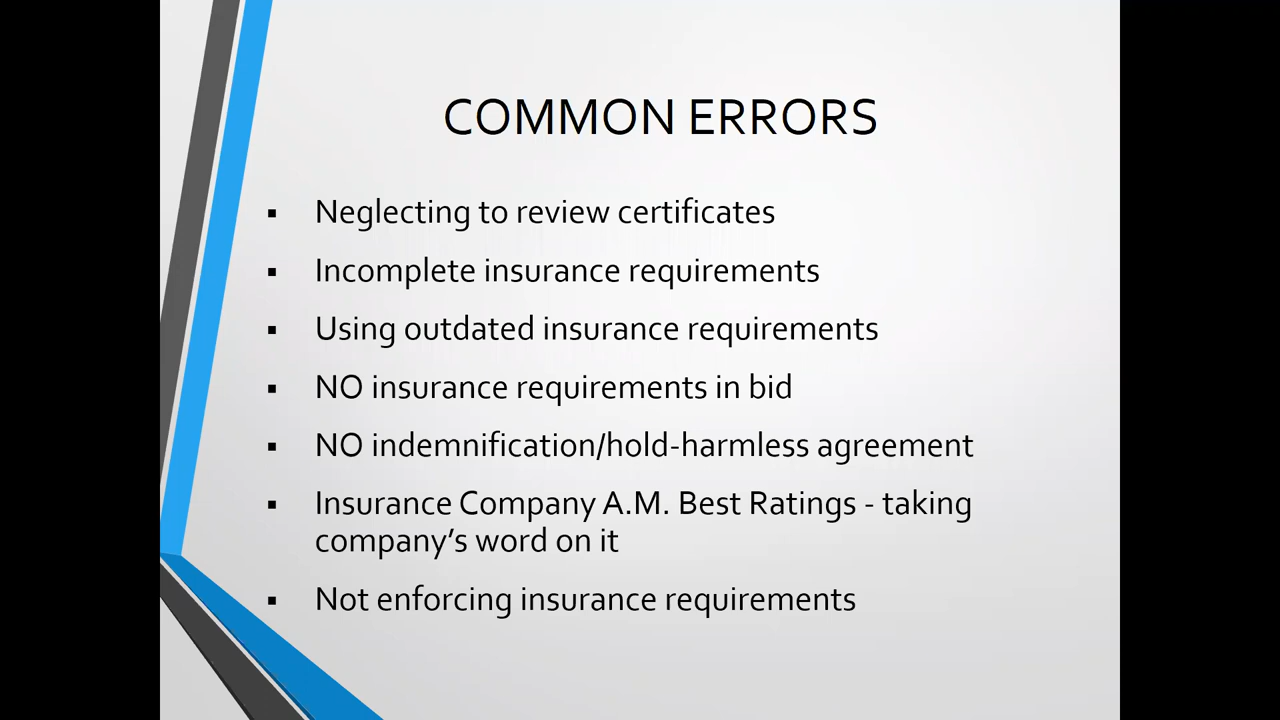 COMMON ERRORS
▪ Neglecting to review certificates
▪ Incomplete insurance requirements
▪ Using outdated insurance requirements
▪ NO insurance requirements in bid
▪ NO indemnification/hold-harmless agreement
▪ Insurance Company A.M. Best Ratings - taking
company’s word on it
▪ Not enforcing insurance requirements